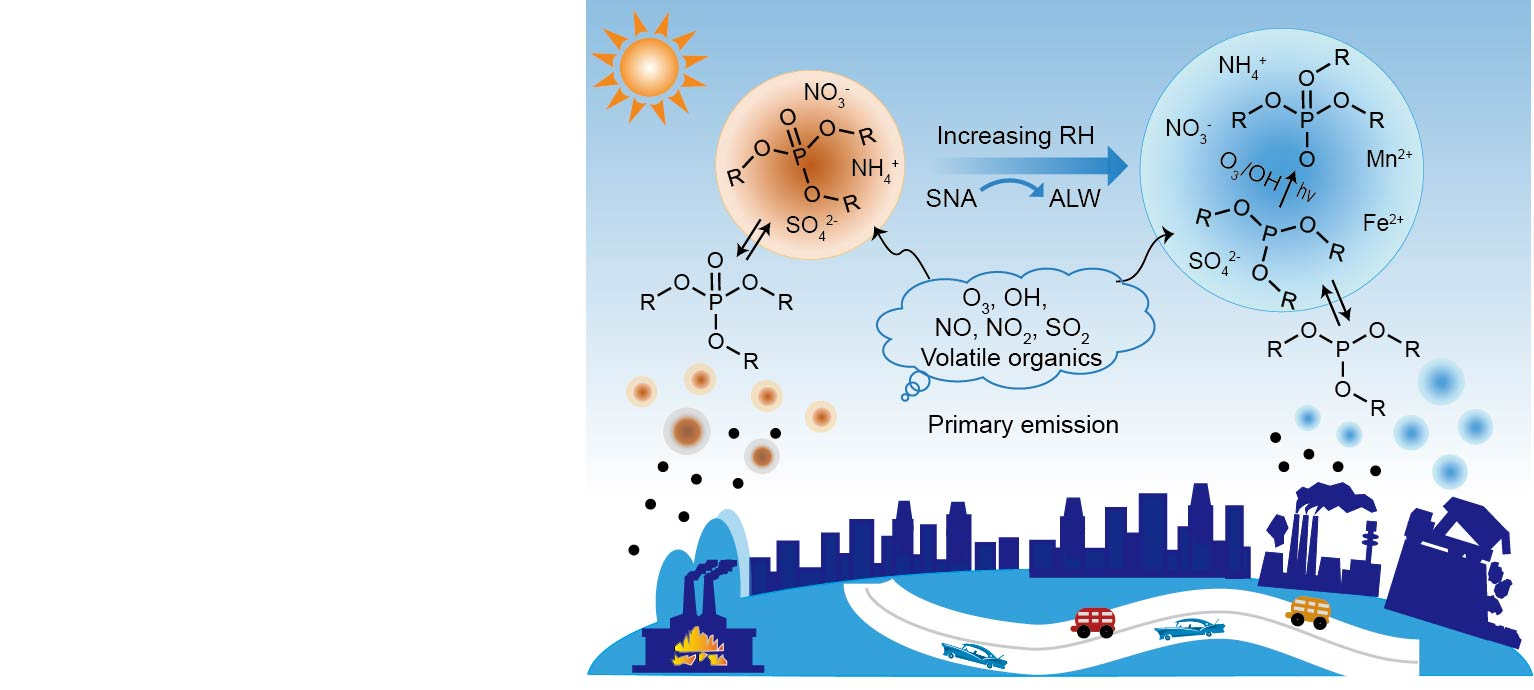 NO₃⁻
O
O
R
P
O
R
NH₄⁺
O
R
SO₄²⁻
O
R
O
P
O
R
O
R
Increasing RH
SNA
ALW
O₃, OH,
NO, NO₂, SO₂
Volatile organics
Primary emission
NH₄⁺
R
O
R
O
P
O
R
NO₃⁻
O
Mn²⁺
O₃/OH
hv
R
O
P
O
R
Fe²⁺
SO₄²⁻
O
R
R
O
P
O
R
O
R